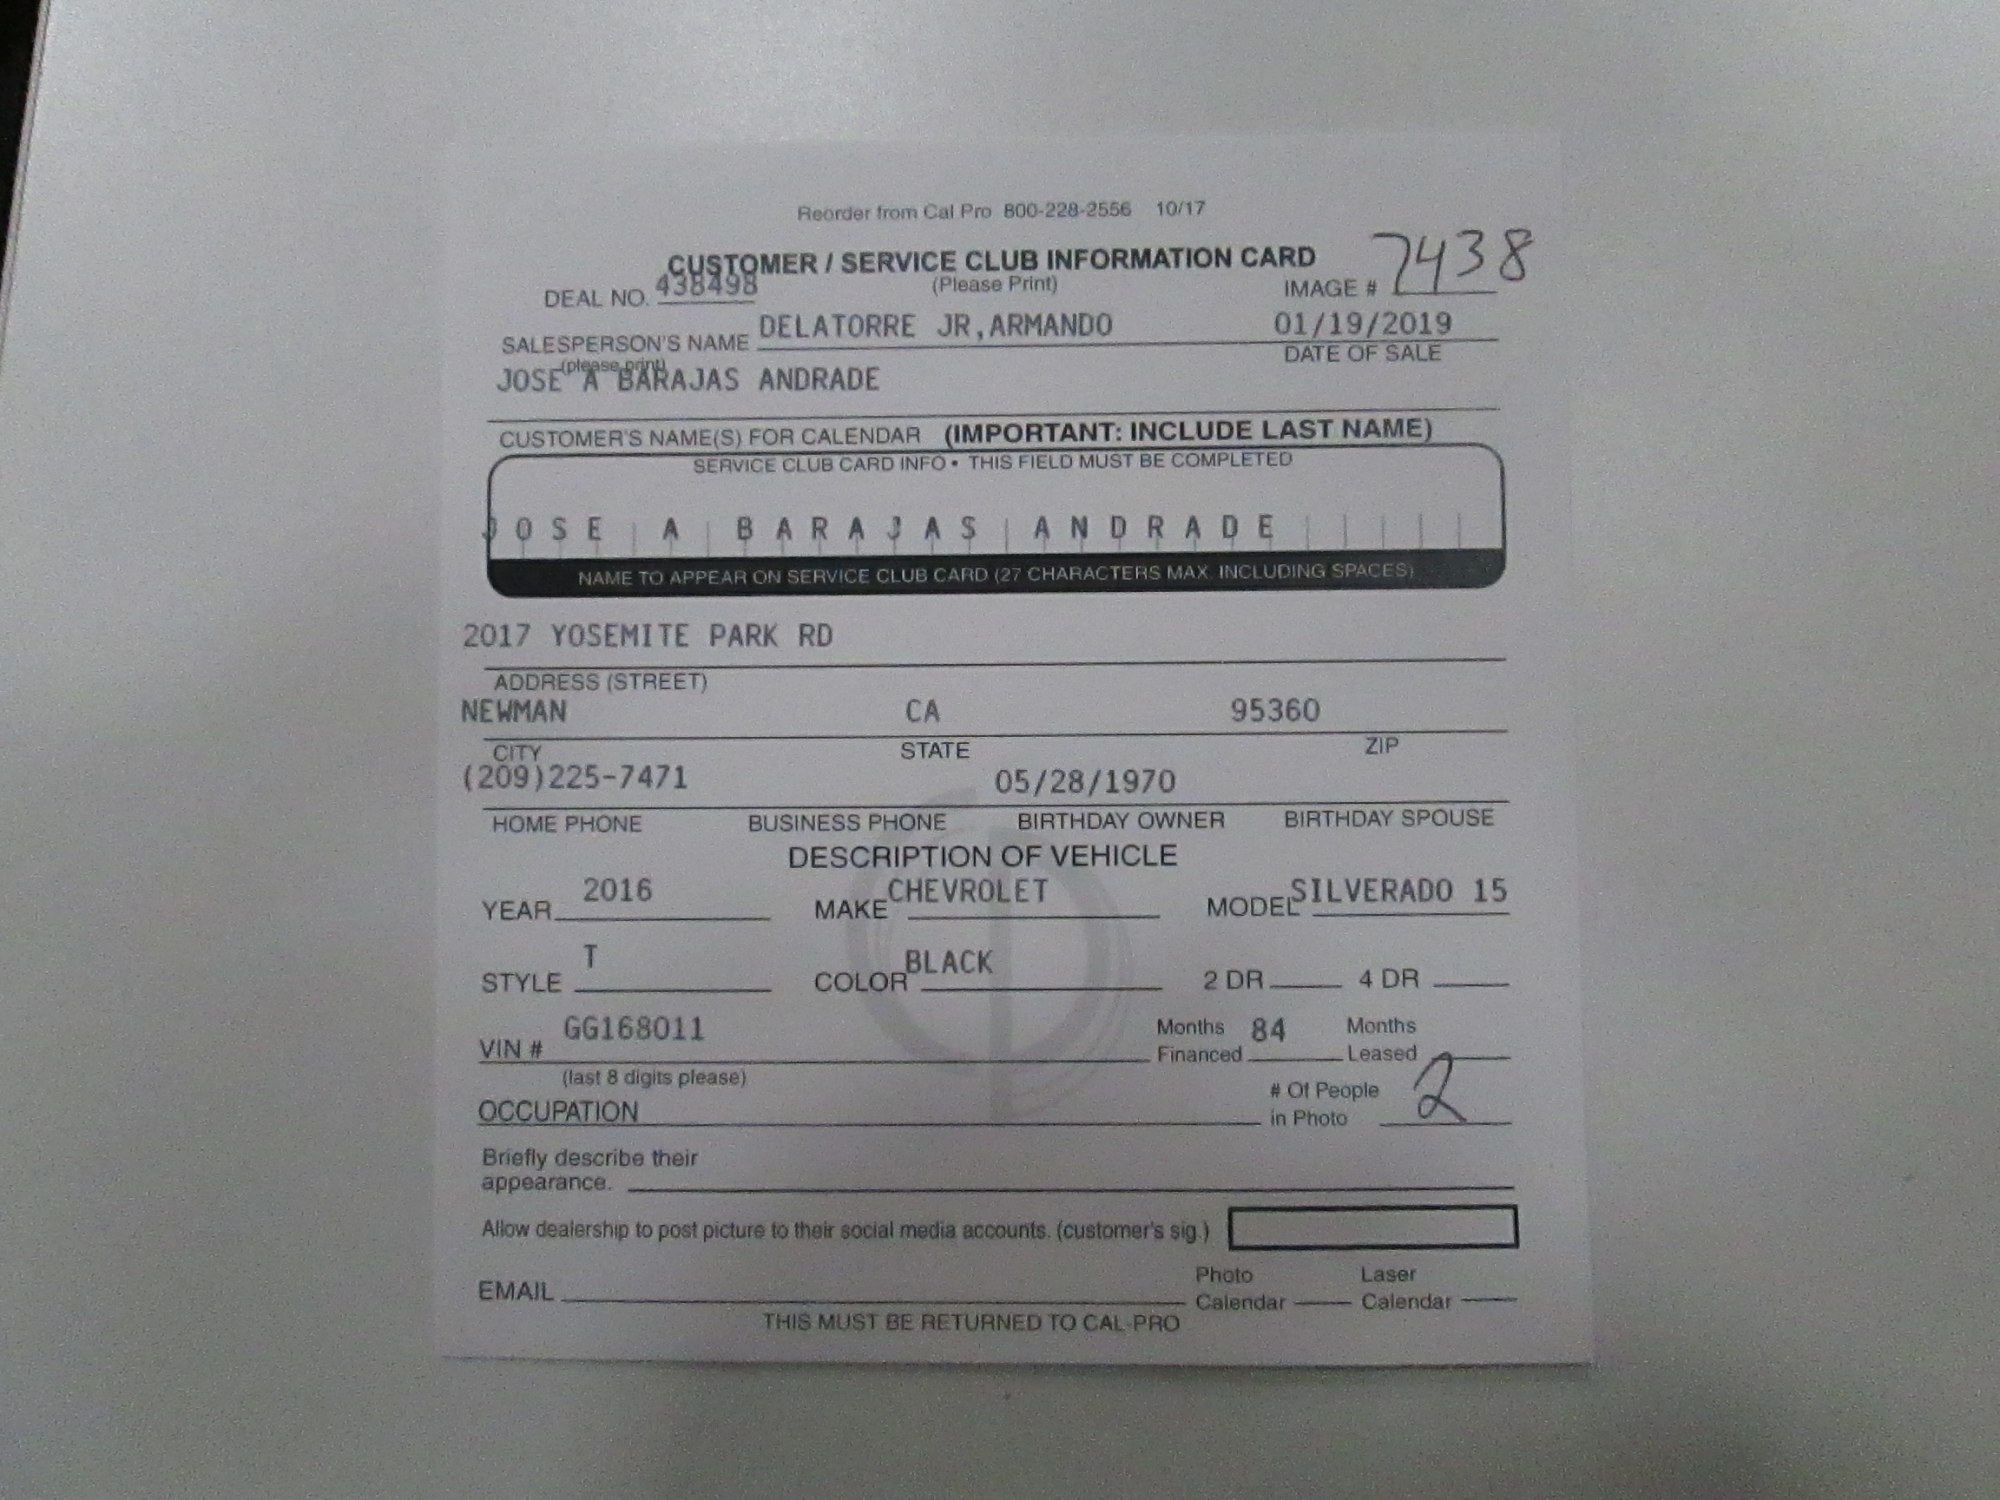 Reorder from Cal Pro 800-228-2556 10/17
CUSTOMER / SERVICE CLUB INFORMATION CARD
DEAL NO. 438498 (Please Print) IMAGE # 7438
SALESPERSON'S NAME DELATORRE JR,ARMANDO 01/19/2019
(please print) DATE OF SALE
JOSE A BARAJAS ANDRADE
CUSTOMER'S NAME(S) FOR CALENDAR (IMPORTANT: INCLUDE LAST NAME)
SERVICE CLUB CARD INFO • THIS FIELD MUST BE COMPLETED
JOSE A BARAJAS ANDRADE
NAME TO APPEAR ON SERVICE CLUB CARD (27 CHARACTERS MAX. INCLUDING SPACES)
2017 YOSEMITE PARK RD
ADDRESS (STREET)
NEWMAN CA 95360
CITY STATE ZIP
(209)225-7471 05/28/1970
HOME PHONE BUSINESS PHONE BIRTHDAY OWNER BIRTHDAY SPOUSE
DESCRIPTION OF VEHICLE
YEAR 2016 MAKE CHEVROLET MODEL SILVERADO 15
STYLE T COLOR BLACK 2 DR 4 DR
VIN # GG168011 Months Financed 84 Months Leased
(last 8 digits please)
OCCUPATION # Of People in Photo 2
Briefly describe their
appearance.
Allow dealership to post picture to their social media accounts. (customer's sig.)
EMAIL Photo Calendar Laser Calendar
THIS MUST BE RETURNED TO CAL-PRO